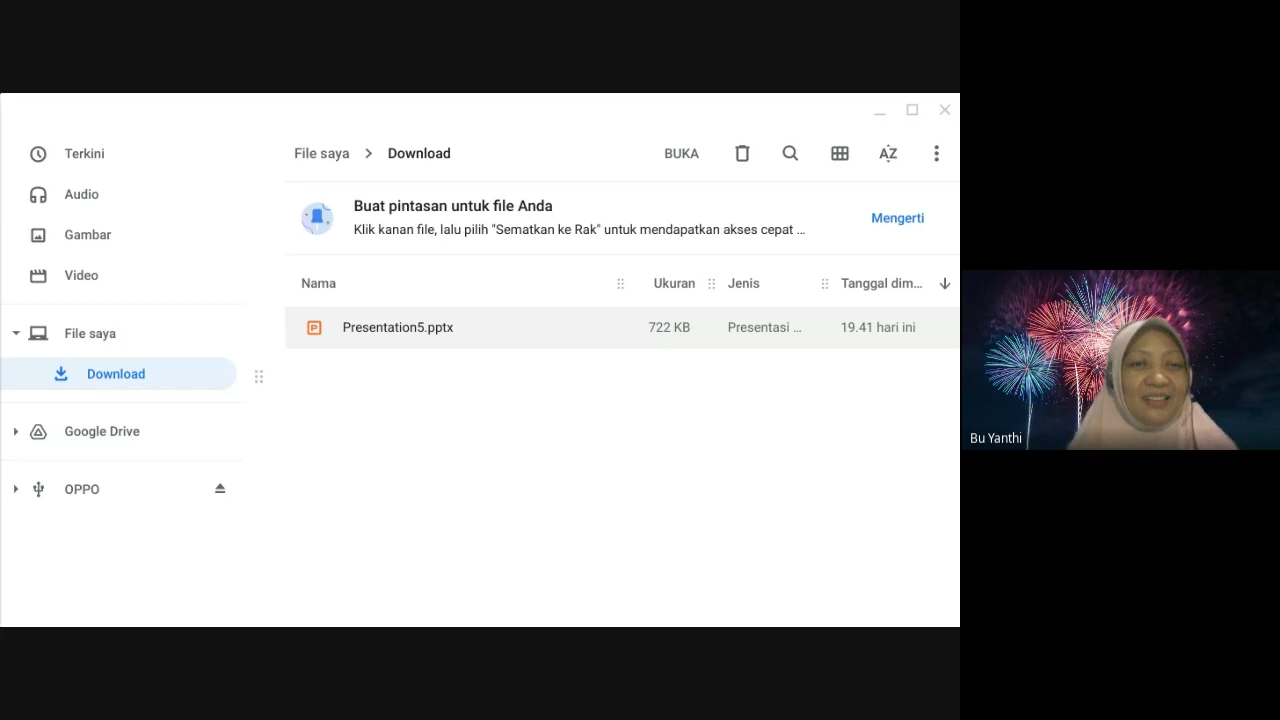 Terkini
Audio
Gambar
Video
File saya
Download
Google Drive
OPPO
File saya > Download
BUKA
AZ
Buat pintasan untuk file Anda
Klik kanan file, lalu pilih "Sematkan ke Rak" untuk mendapatkan akses cepat ...
Mengerti
Nama Ukuran Jenis Tanggal dim...
P Presentation5.pptx 722 KB Presentasi ... 19.41 hari ini
Bu Yanthi